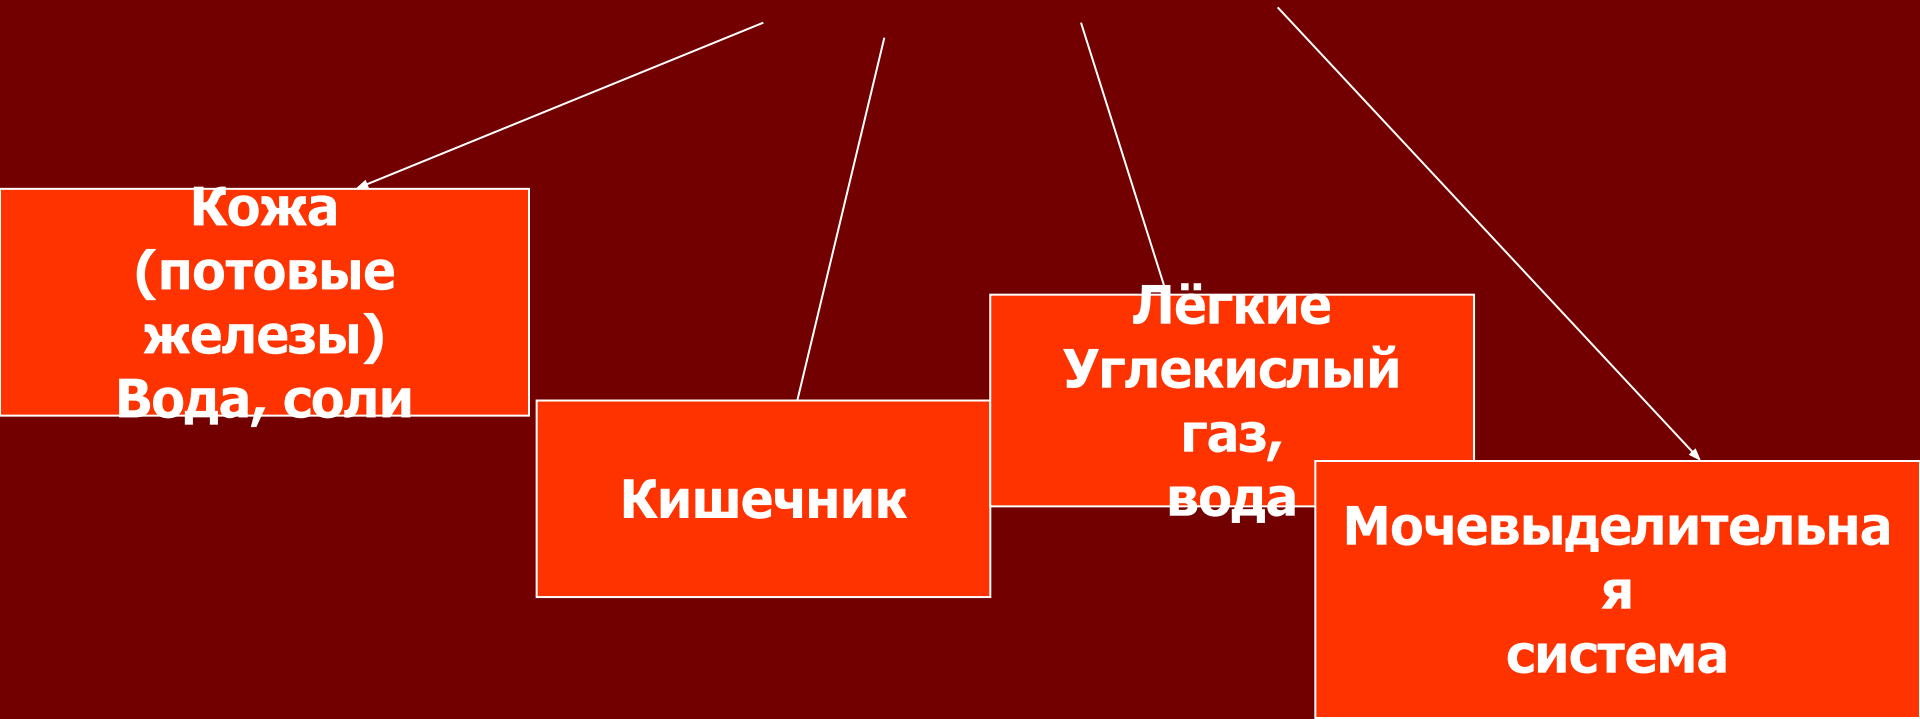 Кожа
(потовые
железы)
Вода, соли
Кишечник
Лёгкие
Углекислый
газ,
вода
Мочевыделительна
я
система